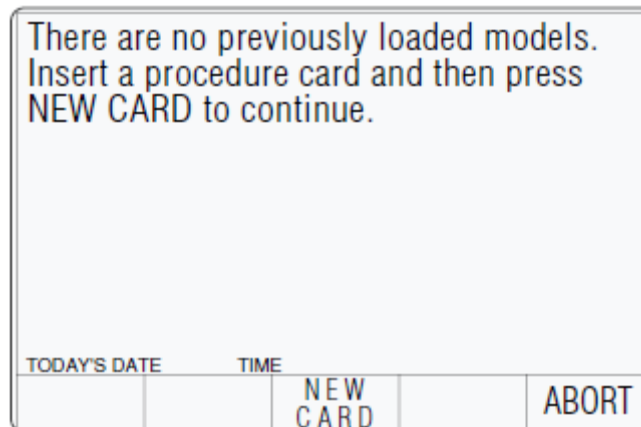 There are no previously loaded models.
Insert a procedure card and then press
NEW CARD to continue.
TODAY'S DATE TIME
NEW
CARD
ABORT